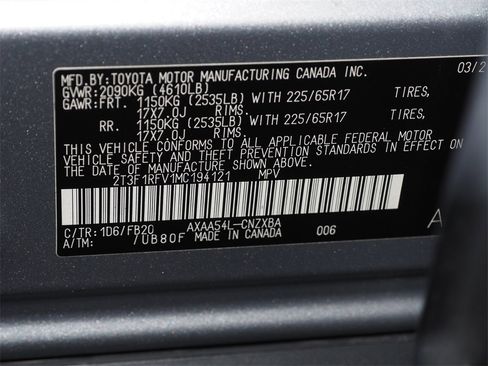 MFD.BY:TOYOTA MOTOR MANUFACTURING CANADA INC. 03/2
GVWR:2090KG (4610LB)
GAWR:FRT. 1150KG (2535LB) WITH 225/65R17 TIRES,
17X7.0J RIMS.
RR. 1150KG (2535LB) WITH 225/65R17 TIRES,
17X7.0J RIMS.
THIS VEHICLE CONFORMS TO ALL APPLICABLE FEDERAL MOTOR
VEHICLE SAFETY AND THEFT PREVENTION STANDARDS IN EFFECT
ON THE DATE OF MANUFACTURE SHOWN ABOVE.
2T3F1RFV1MC194121 MPV
C/TR:1D6/FB20 AXAA54L-CNZXBA A
/UB80F MADE IN CANADA 006